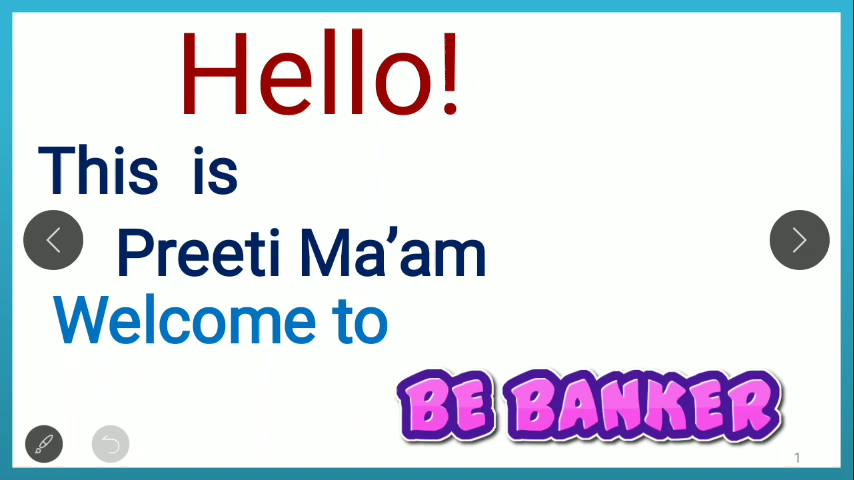 Hello!
This is
Preeti Ma’am
Welcome to
BE BANKER
1